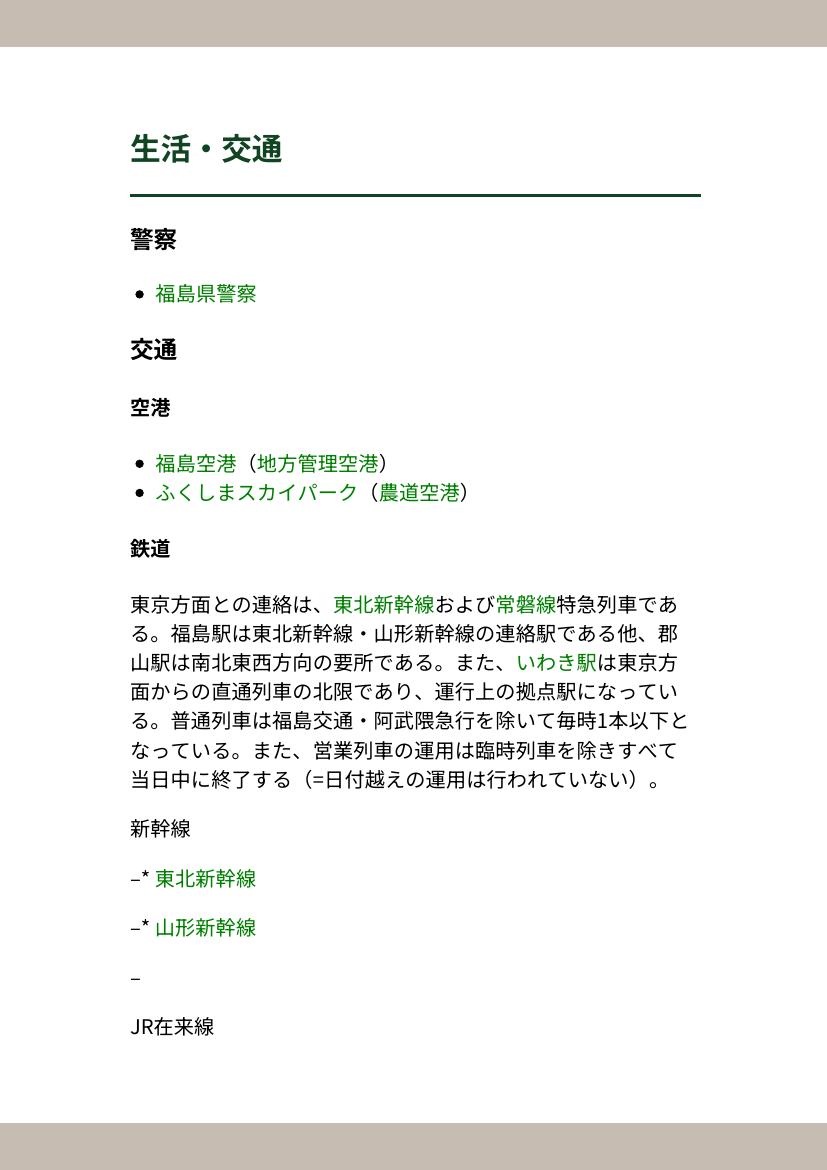 生活・交通
警察
• 福島県警察
交通
空港
• 福島空港（地方管理空港）
• ふくしまスカイパーク（農道空港）
鉄道
東京方面との連絡は、東北新幹線および常磐線特急列車であ
る。福島駅は東北新幹線・山形新幹線の連絡駅である他、郡
山駅は南北東西方向の要所である。また、いわき駅は東京方
面からの直通列車の北限であり、運行上の拠点駅になってい
る。普通列車は福島交通・阿武隈急行を除いて毎時1本以下と
なっている。また、営業列車の運用は臨時列車を除きすべて
当日中に終了する（=日付越えの運用は行われていない）。
新幹線
–* 東北新幹線
–* 山形新幹線
–
JR在来線